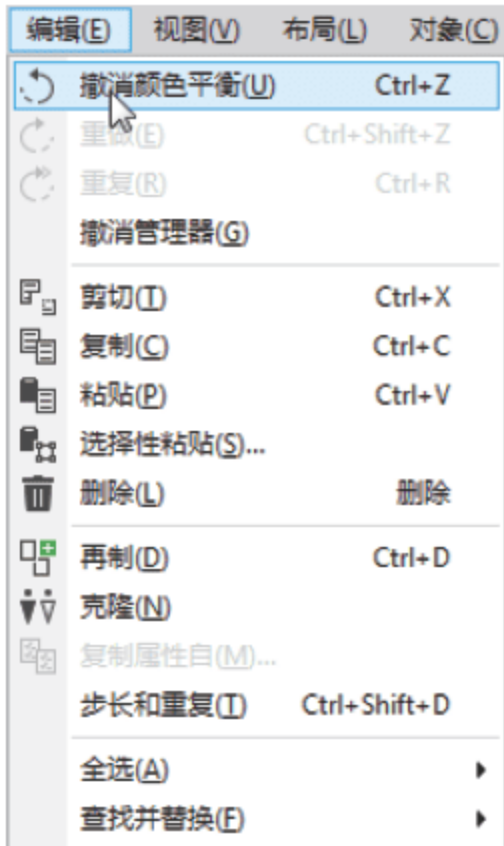 编辑(E) 视图(V) 布局(L) 对象(C)
撤消颜色平衡(U) Ctrl+Z
重做(E) Ctrl+Shift+Z
重复(R) Ctrl+R
撤消管理器(G)
剪切(T) Ctrl+X
复制(C) Ctrl+C
粘贴(P) Ctrl+V
选择性粘贴(S)...
删除(L) 删除
再制(D) Ctrl+D
克隆(N)
复制属性自(M)...
步长和重复(T) Ctrl+Shift+D
全选(A)
查找并替换(F)